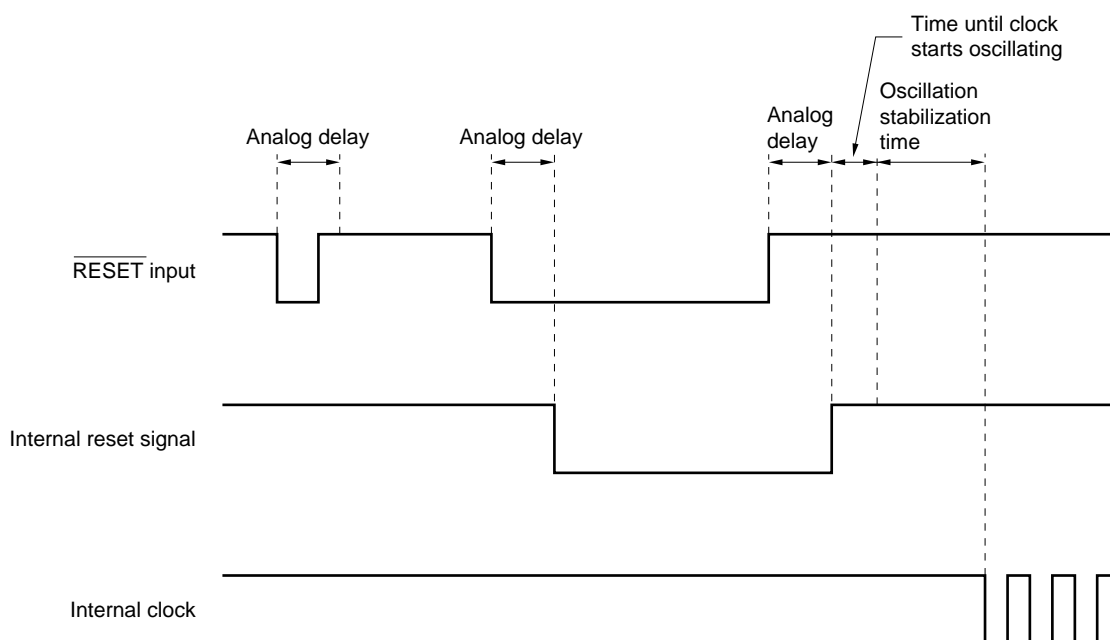 Time until clock
starts oscillating
Oscillation
stabilization
time
Analog delay
Analog delay
Analog
delay
RESET input
Internal reset signal
Internal clock